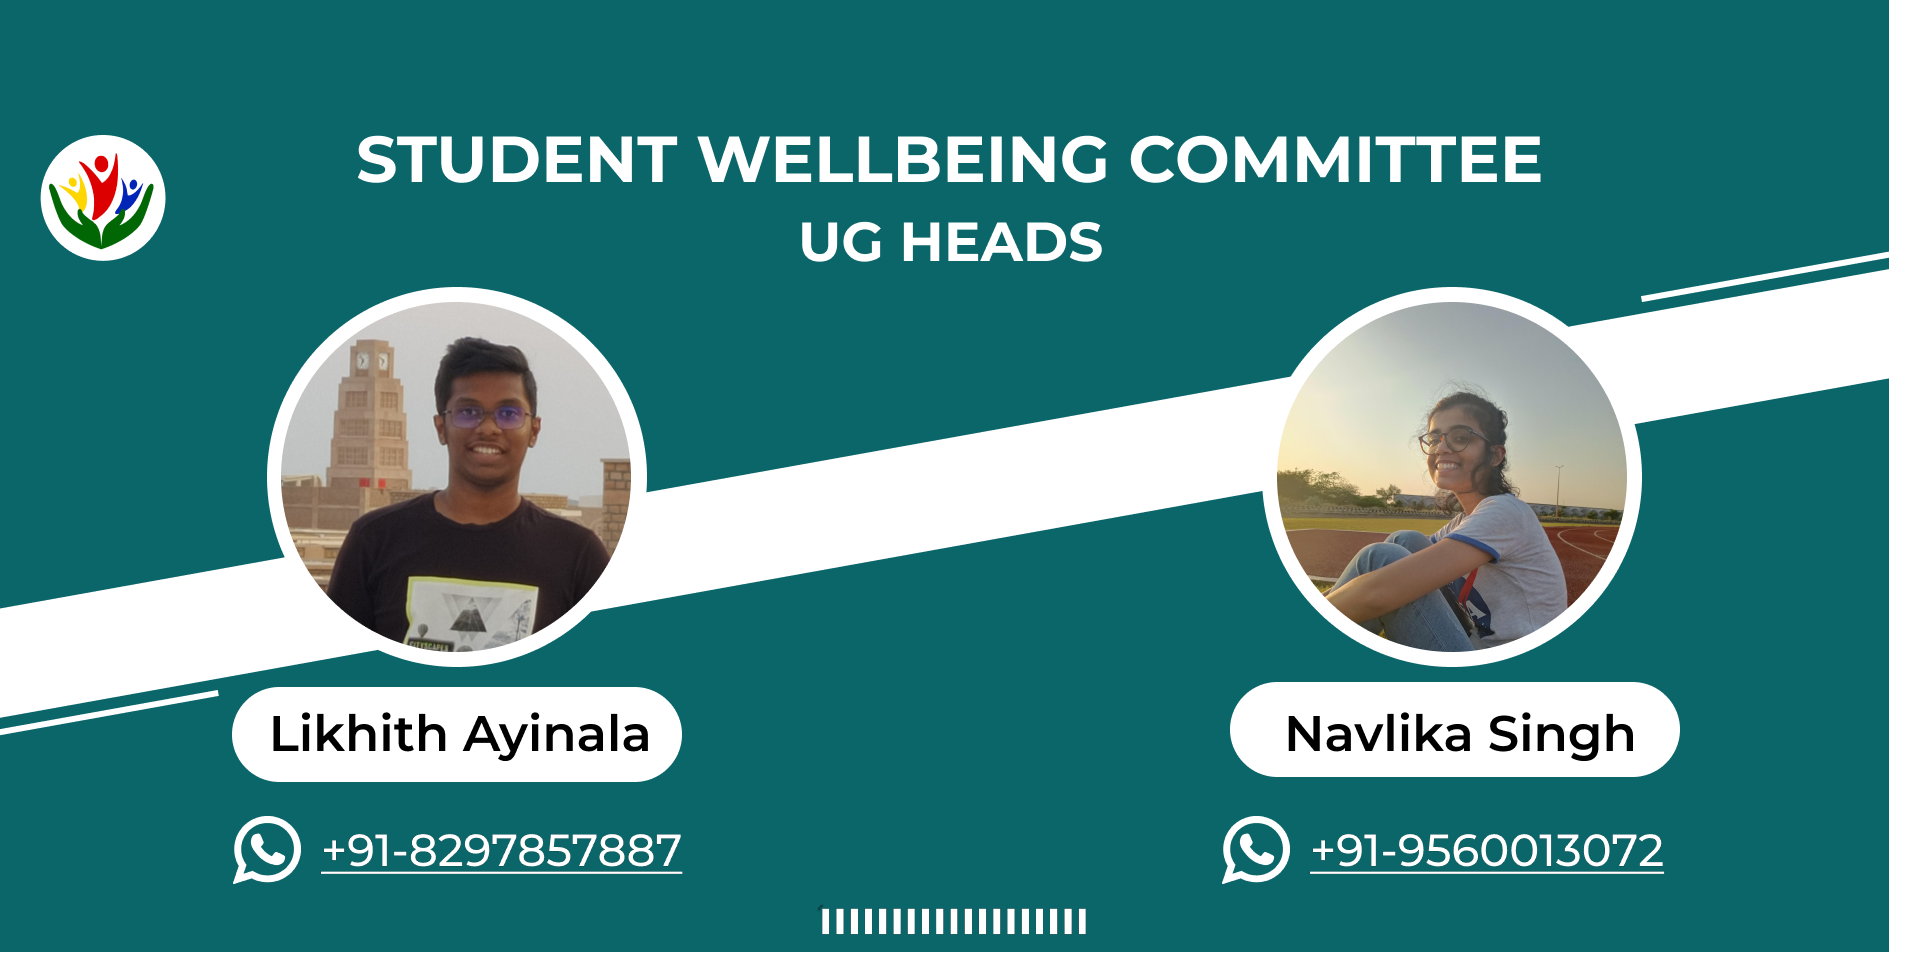 STUDENT WELLBEING COMMITTEE
UG HEADS
Likhith Ayinala
Navlika Singh
+91-8297857887
+91-9560013072